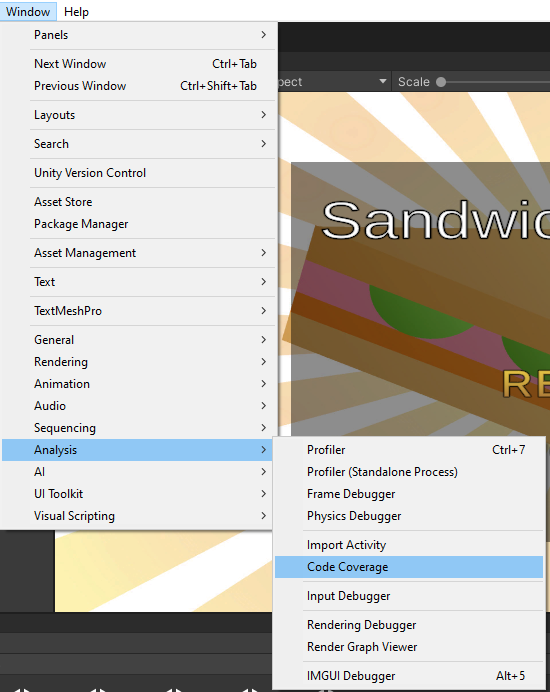 Window Help
Panels
Next Window Ctrl+Tab
Previous Window Ctrl+Shift+Tab
Layouts
Search
Unity Version Control
Asset Store
Package Manager
Asset Management
Text
TextMeshPro
General
Rendering
Animation
Audio
Sequencing
Analysis
AI
UI Toolkit
Visual Scripting
pect Scale
Sandwic
RE
Profiler Ctrl+7
Profiler (Standalone Process)
Frame Debugger
Physics Debugger
Import Activity
Code Coverage
Input Debugger
Rendering Debugger
Render Graph Viewer
IMGUI Debugger Alt+5